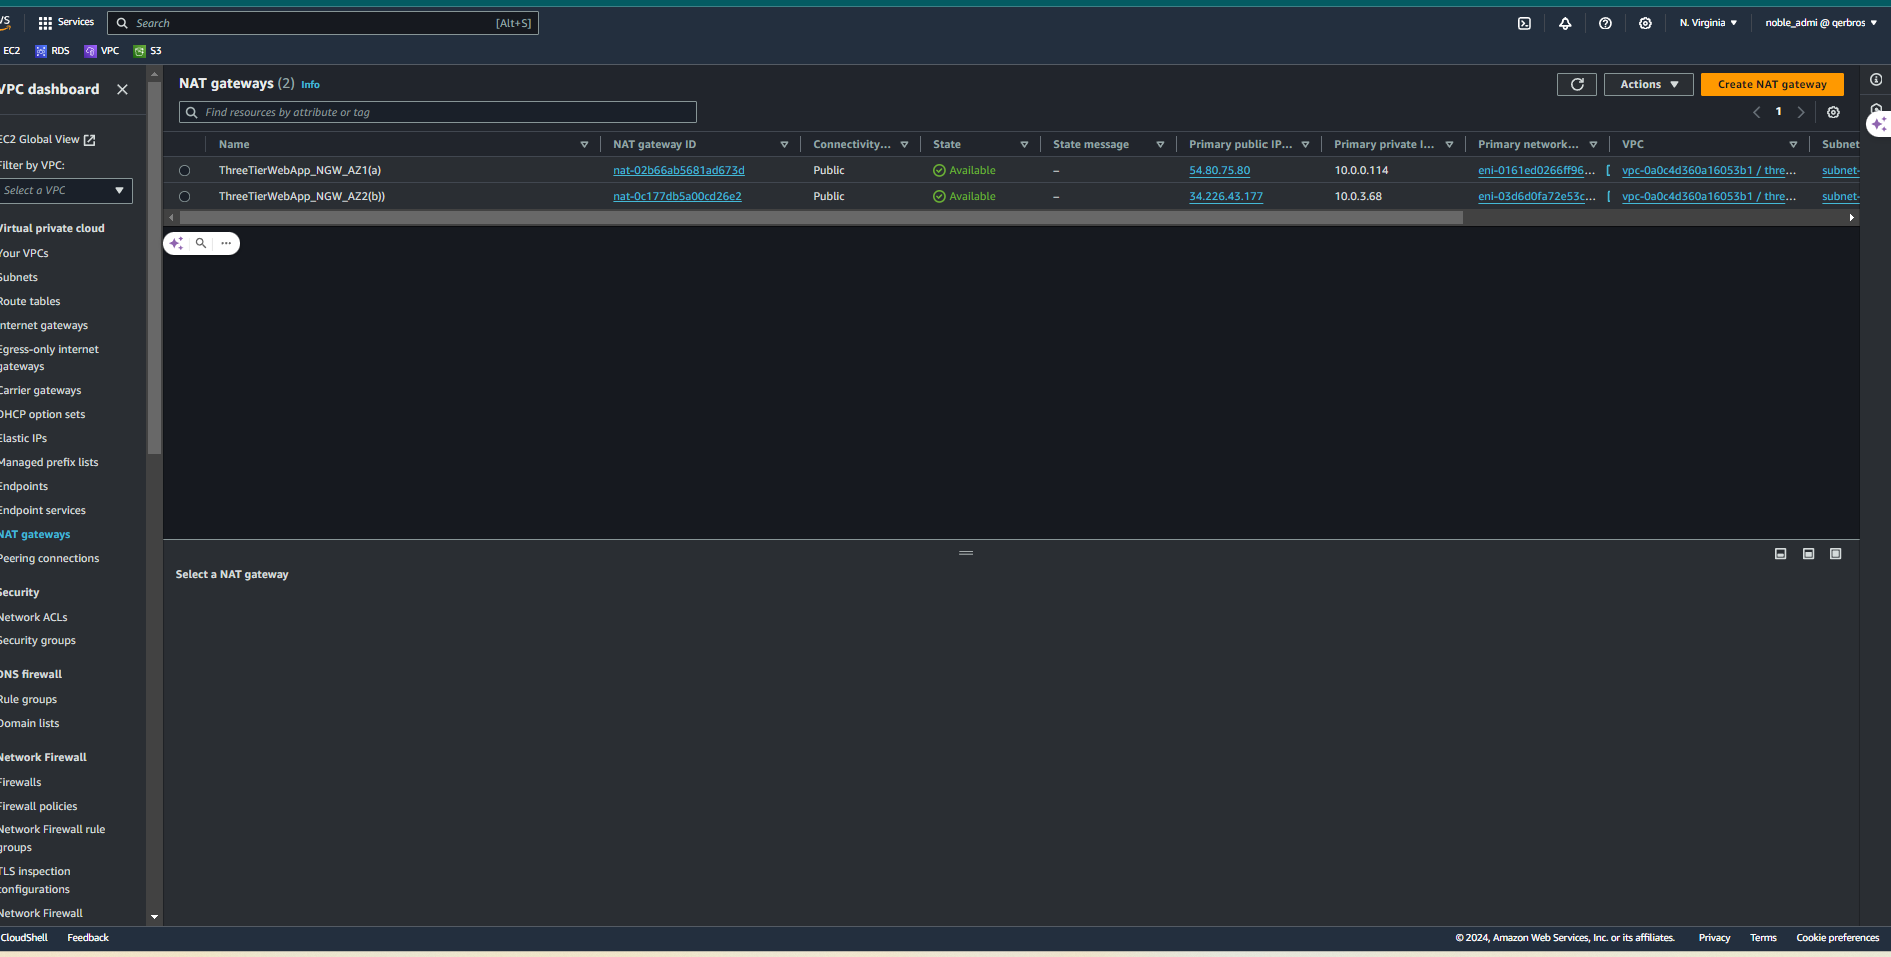 Services
Search [Alt+S]
N. Virginia
noble_admi @ qerbros
EC2 RDS VPC S3
VPC dashboard
EC2 Global View
Filter by VPC:
Select a VPC
Virtual private cloud
Your VPCs
Subnets
Route tables
Internet gateways
Egress-only internet
gateways
Carrier gateways
DHCP option sets
Elastic IPs
Managed prefix lists
Endpoints
Endpoint services
NAT gateways
Peering connections
Security
Network ACLs
Security groups
DNS firewall
Rule groups
Domain lists
Network Firewall
Firewalls
Firewall policies
Network Firewall rule
groups
TLS inspection
configurations
Network Firewall
NAT gateways (2) Info
Actions
Create NAT gateway
Find resources by attribute or tag
1
Name NAT gateway ID Connectivity... State State message Primary public IP... Primary private I... Primary network... VPC Subnet
ThreeTierWebApp_NGW_AZ1(a) nat-02b66ab5681ad673d Public Available – 54.80.75.80 10.0.0.114 eni-0161ed0266ff96... vpc-0a0c4d360a16053b1 / thre... subnet-
ThreeTierWebApp_NGW_AZ2(b)) nat-0c177db5a00cd26e2 Public Available – 34.226.43.177 10.0.3.68 eni-03d6d0fa72e53c... vpc-0a0c4d360a16053b1 / thre... subnet-
Select a NAT gateway
CloudShell Feedback
© 2024, Amazon Web Services, Inc. or its affiliates. Privacy Terms Cookie preferences